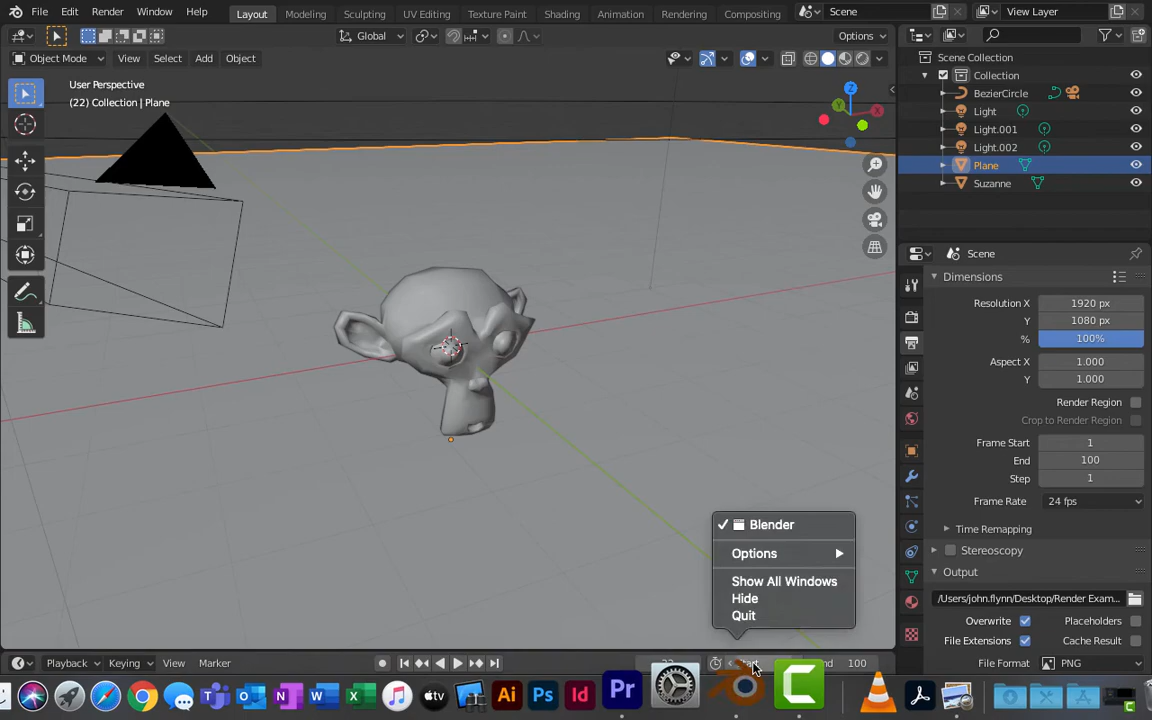 File Edit Render Window Help Layout Modeling Sculpting UV Editing Texture Paint Shading Animation Rendering Compositing Scene View Layer
Global Options
Object Mode View Select Add Object
User Perspective
(22) Collection | Plane
Z
X
Y
Scene Collection
Collection
BezierCircle
Light
Light.001
Light.002
Plane
Suzanne
Scene
Dimensions
Resolution X 1920 px
Y 1080 px
% 100%
Aspect X 1.000
Y 1.000
Render Region
Crop to Render Region
Frame Start 1
End 100
Step 1
Frame Rate 24 fps
Time Remapping
Stereoscopy
Output
/Users/john.flynn/Desktop/Render Exam...
Overwrite Placeholders
File Extensions Cache Result
File Format PNG
Blender
Options
Show All Windows
Hide
Quit
Playback Keying View Marker 100
Ai Ps Id Pr